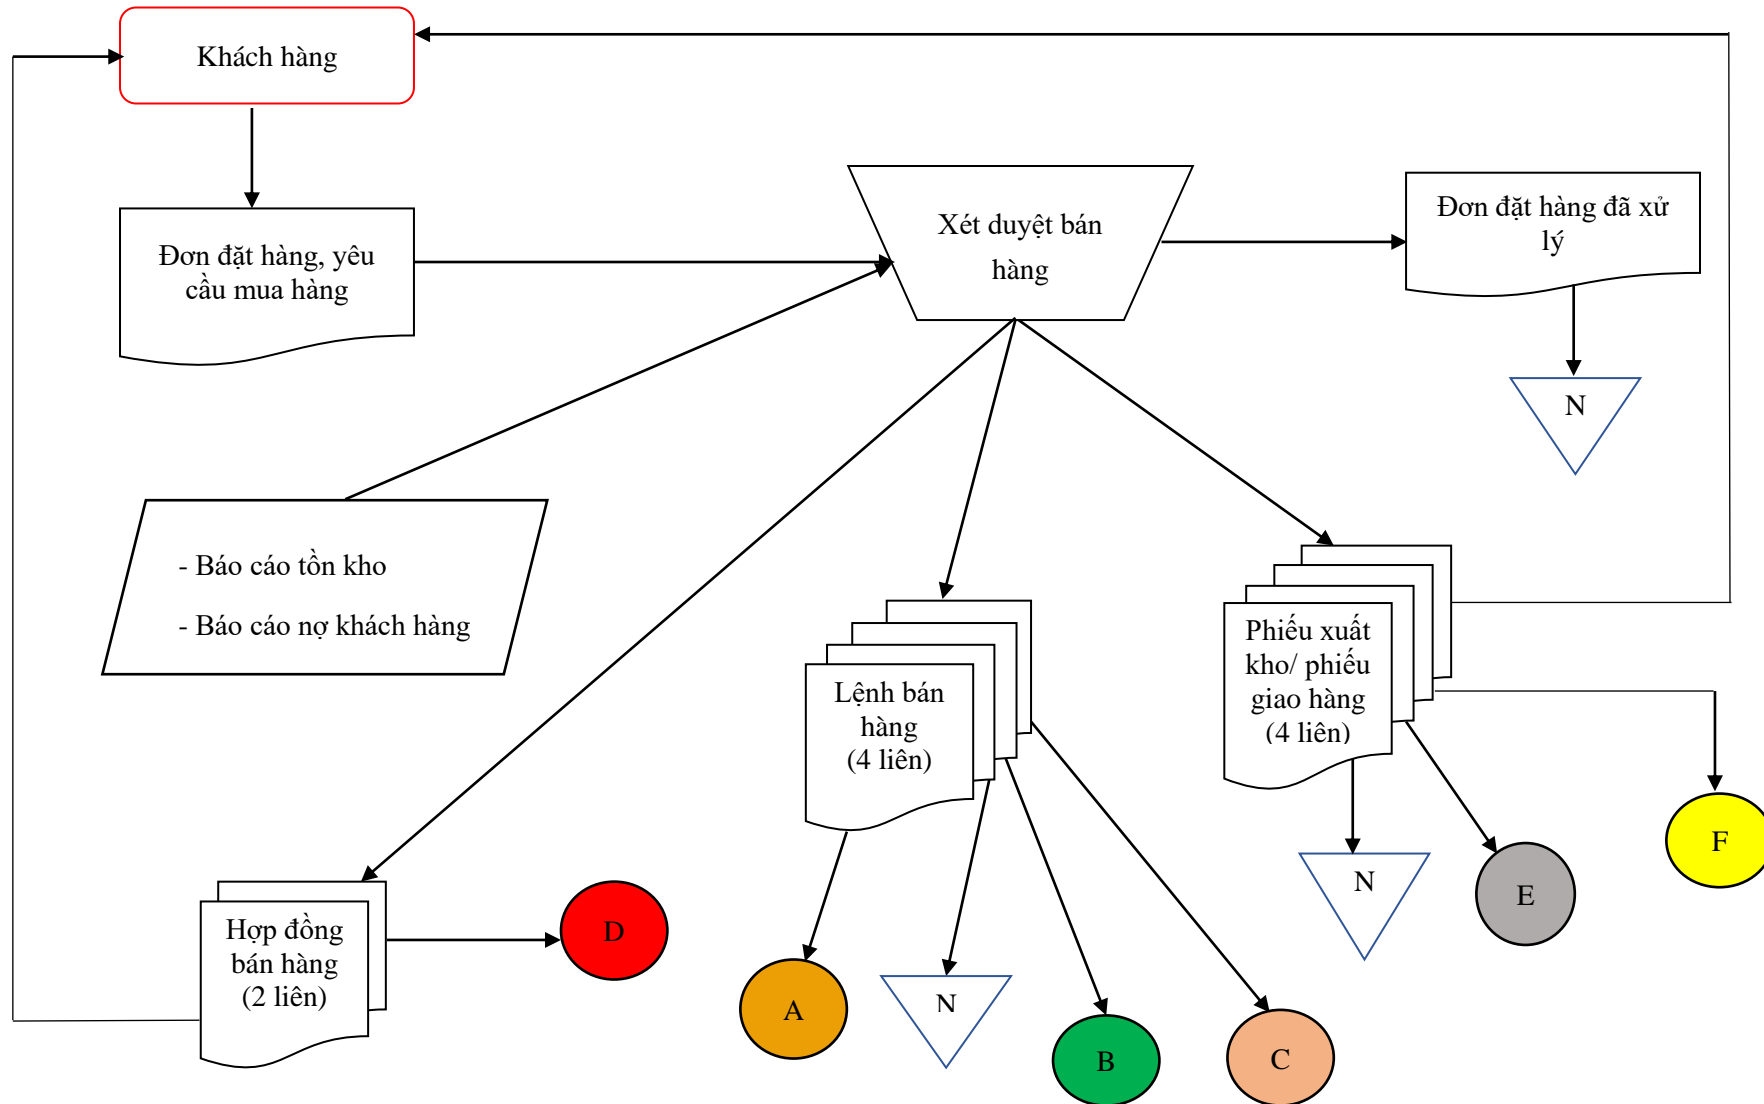 Khách hàng
Đơn đặt hàng, yêu
cầu mua hàng
Xét duyệt bán
hàng
Đơn đặt hàng đã xử
lý
N
- Báo cáo tồn kho
- Báo cáo nợ khách hàng
Lệnh bán
hàng
(4 liên)
Phiếu xuất
kho/ phiếu
giao hàng
(4 liên)
Hợp đồng
bán hàng
(2 liên)
D
A
N
B
C
N
E
F